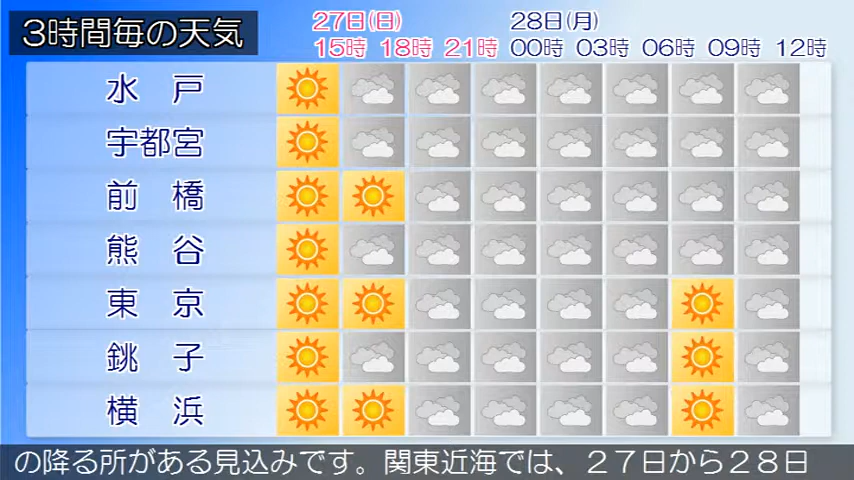 3時間毎の天気
27日(日) 28日(月)
15時 18時 21時 00時 03時 06時 09時 12時
水戸
宇都宮
前橋
熊谷
東京
銚子
横浜
の降る所がある見込みです。関東近海では、２７日から２８日